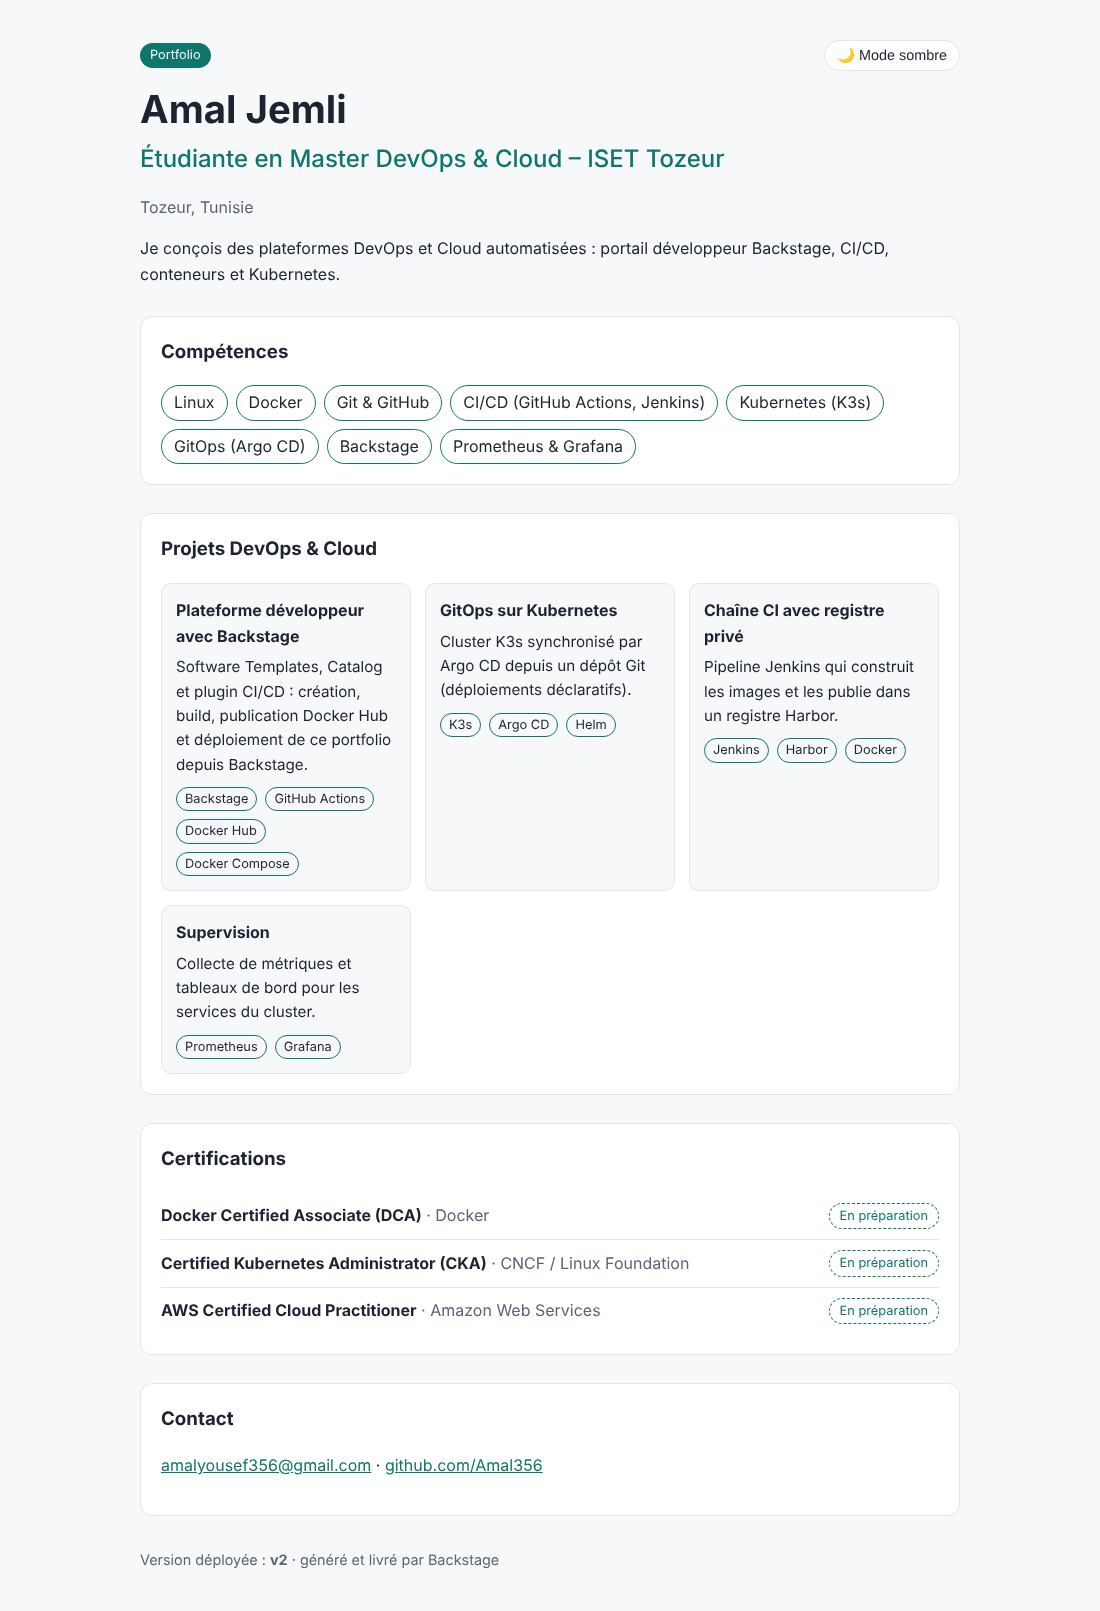 Portfolio
🌙 Mode sombre
Amal Jemli
Étudiante en Master DevOps & Cloud – ISET Tozeur
Tozeur, Tunisie
Je conçois des plateformes DevOps et Cloud automatisées : portail développeur Backstage, CI/CD,
conteneurs et Kubernetes.
Compétences
Linux
Docker
Git & GitHub
CI/CD (GitHub Actions, Jenkins)
Kubernetes (K3s)
GitOps (Argo CD)
Backstage
Prometheus & Grafana
Projets DevOps & Cloud
Plateforme développeur
avec Backstage
Software Templates, Catalog
et plugin CI/CD : création,
build, publication Docker Hub
et déploiement de ce portfolio
depuis Backstage.
Backstage
GitHub Actions
Docker Hub
Docker Compose
GitOps sur Kubernetes
Cluster K3s synchronisé par
Argo CD depuis un dépôt Git
(déploiements déclaratifs).
K3s
Argo CD
Helm
Chaîne CI avec registre
privé
Pipeline Jenkins qui construit
les images et les publie dans
un registre Harbor.
Jenkins
Harbor
Docker
Supervision
Collecte de métriques et
tableaux de bord pour les
services du cluster.
Prometheus
Grafana
Certifications
Docker Certified Associate (DCA) · Docker
En préparation
Certified Kubernetes Administrator (CKA) · CNCF / Linux Foundation
En préparation
AWS Certified Cloud Practitioner · Amazon Web Services
En préparation
Contact
amalyousef356@gmail.com · github.com/Amal356
Version déployée : v2 · généré et livré par Backstage